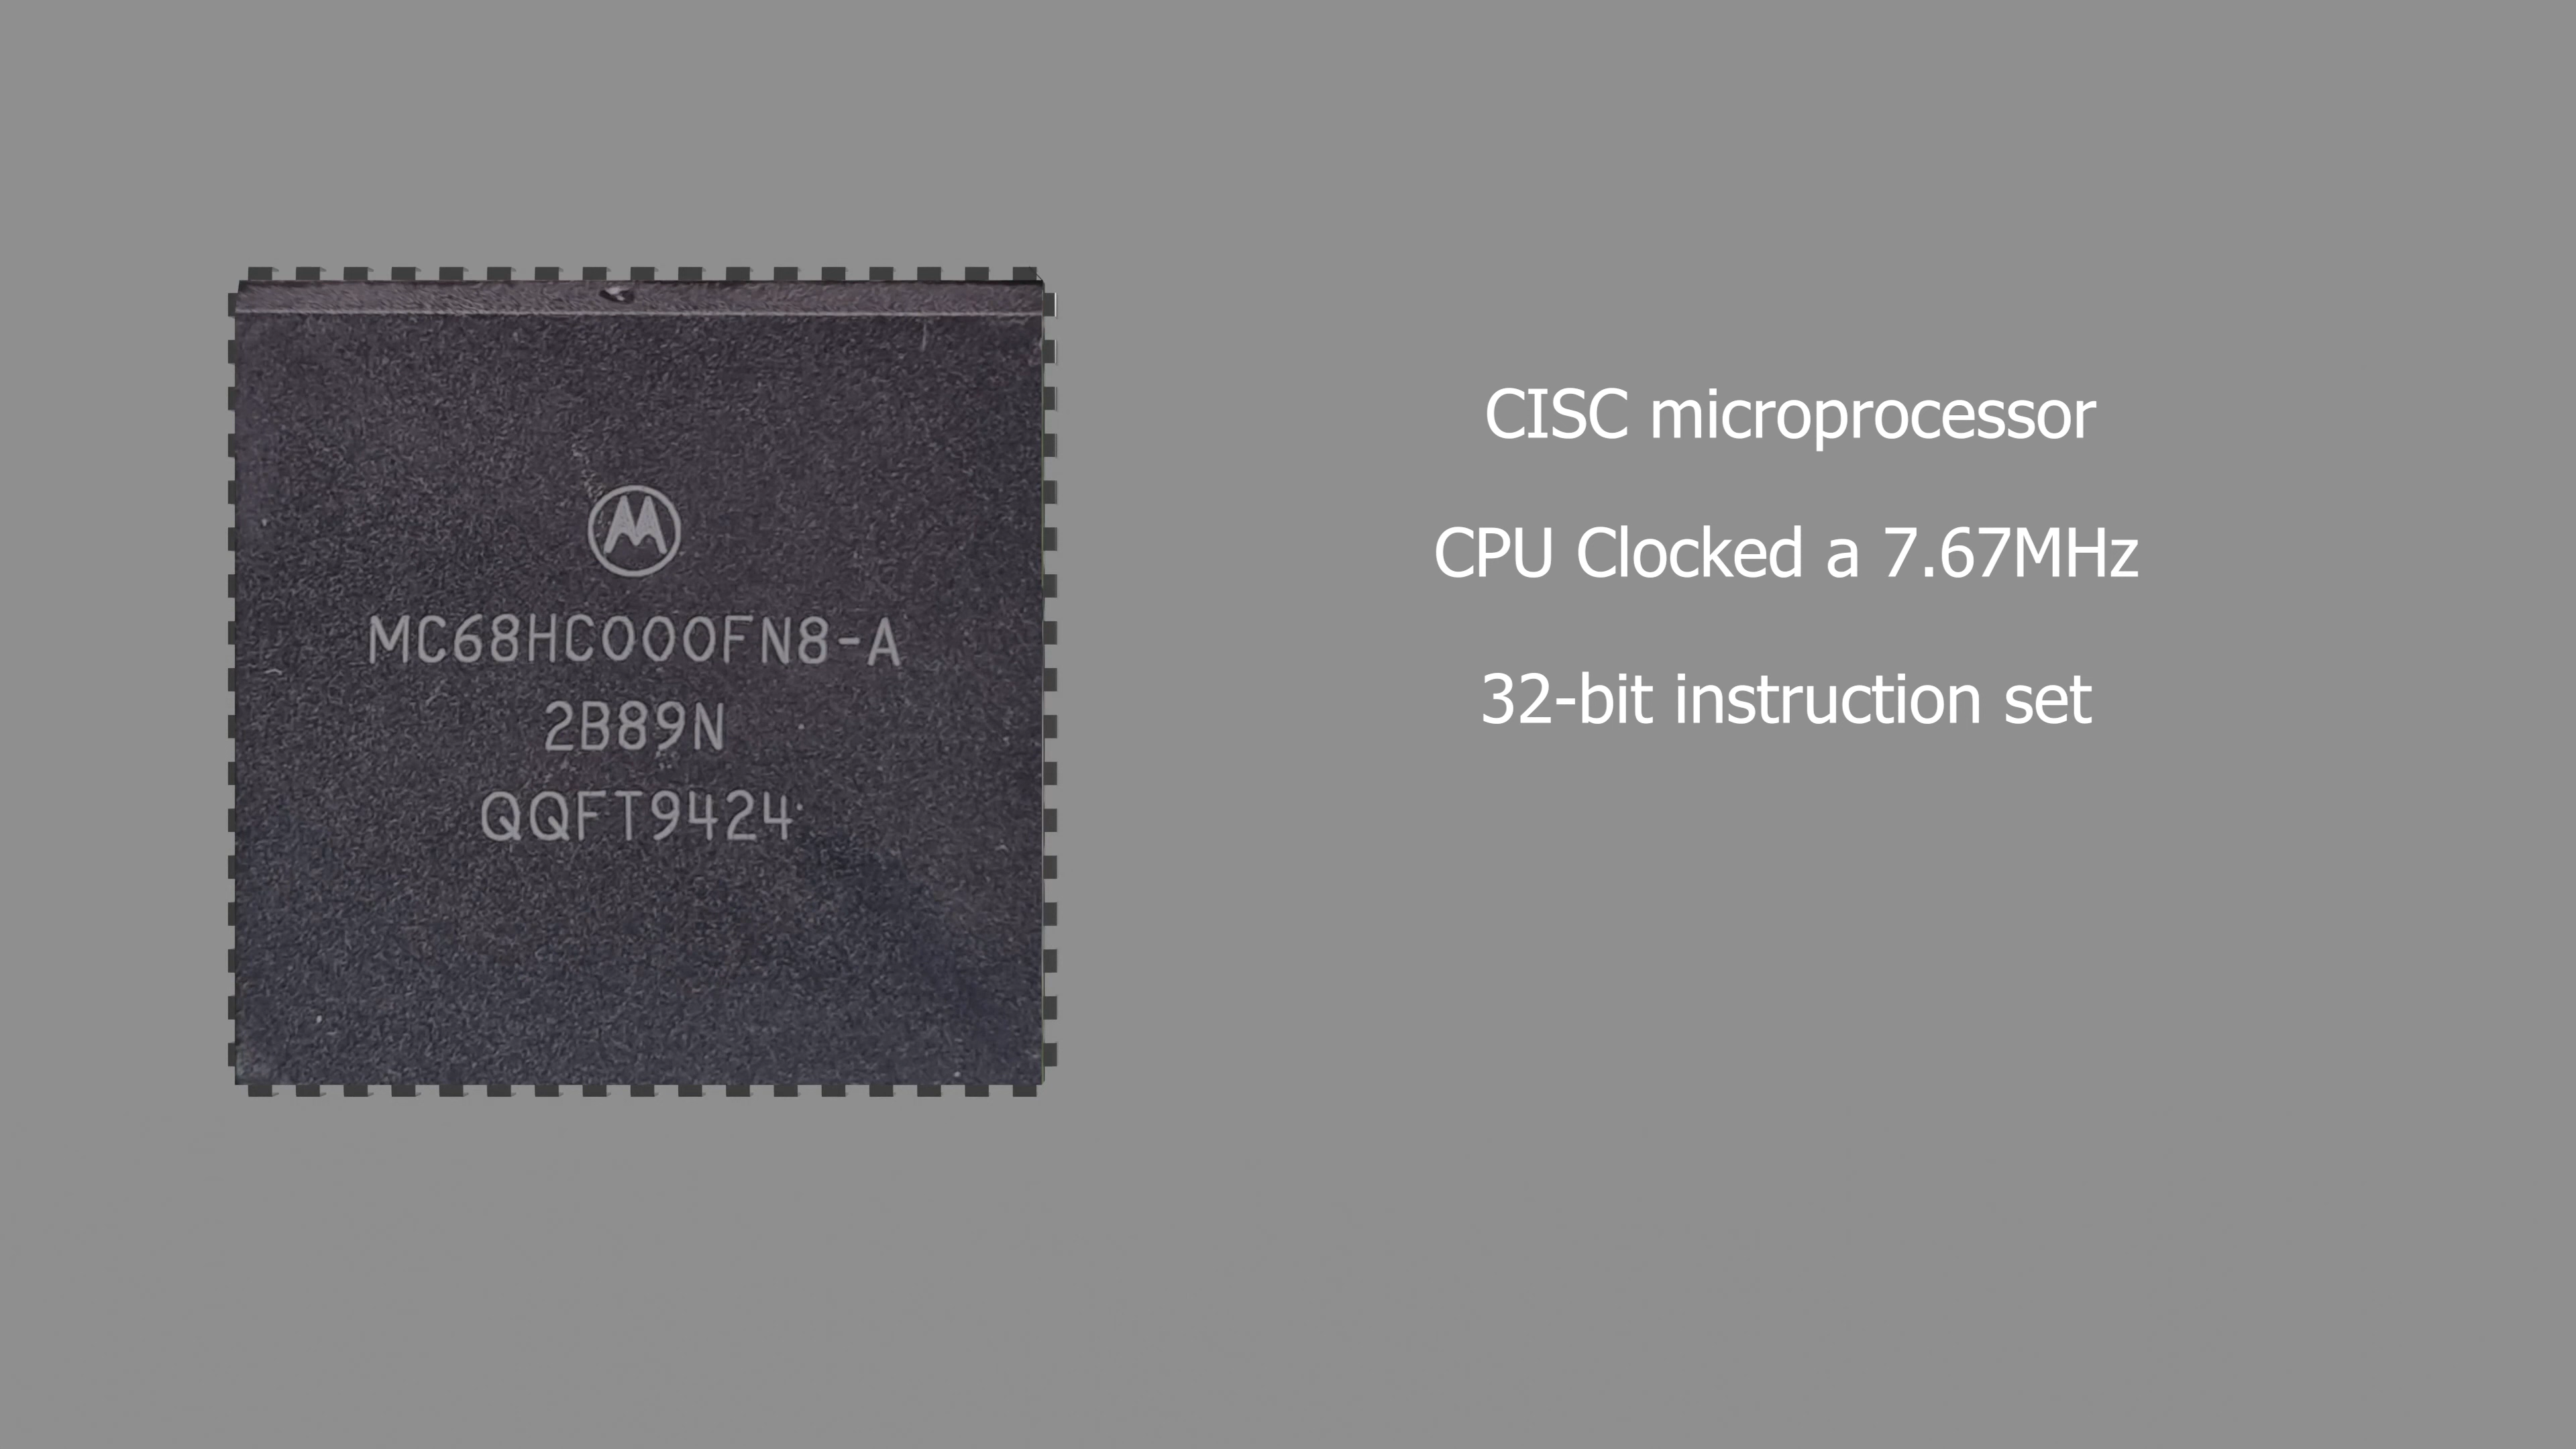 MC68HC000FN8-A
2B89N
QQFT9424
CISC microprocessor
CPU Clocked a 7.67MHz
32-bit instruction set